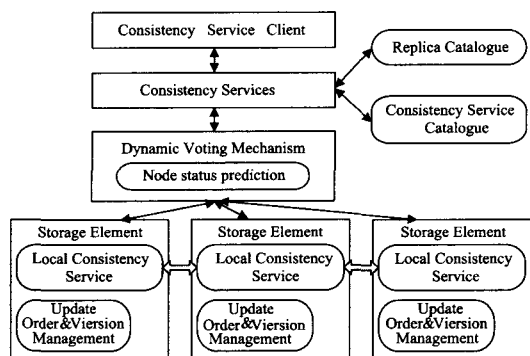 Consistency Service Client
Replica Catalogue
Consistency Services
Consistency Service
Catalogue
Dynamic Voting Mechanism
Node status prediction
Storage Element
Local Consistency
Service
Update
Order&Viersion
Management
Storage Element
Local Consistency
Service
Update
Order&Viersion
Management
Storage Element
Local Consistency
Service
Update
Order&Viersion
Management